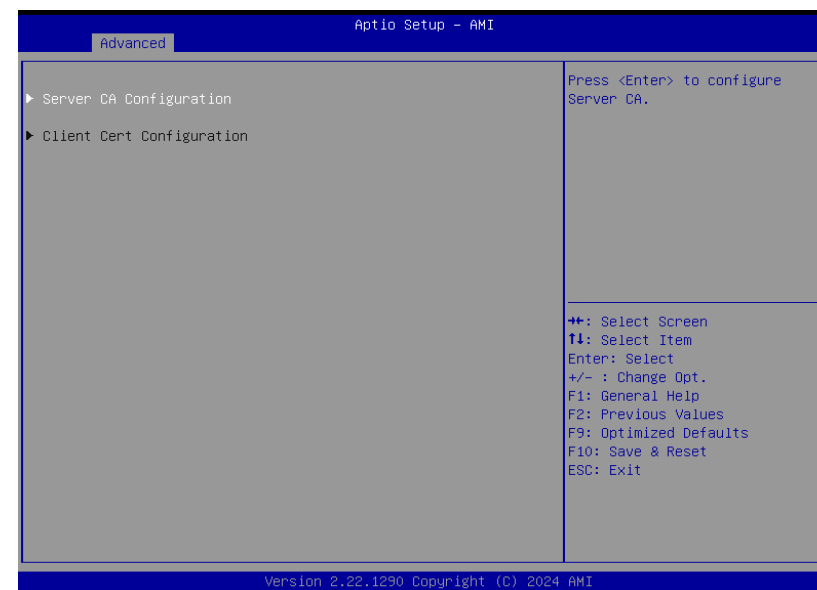 Aptio Setup – AMI
Advanced
▶ Server CA Configuration
▶ Client Cert Configuration
Press <Enter> to configure
Server CA.
→←: Select Screen
↑↓: Select Item
Enter: Select
+/- : Change Opt.
F1: General Help
F2: Previous Values
F9: Optimized Defaults
F10: Save & Reset
ESC: Exit
Version 2.22.1290 Copyright (C) 2024 AMI